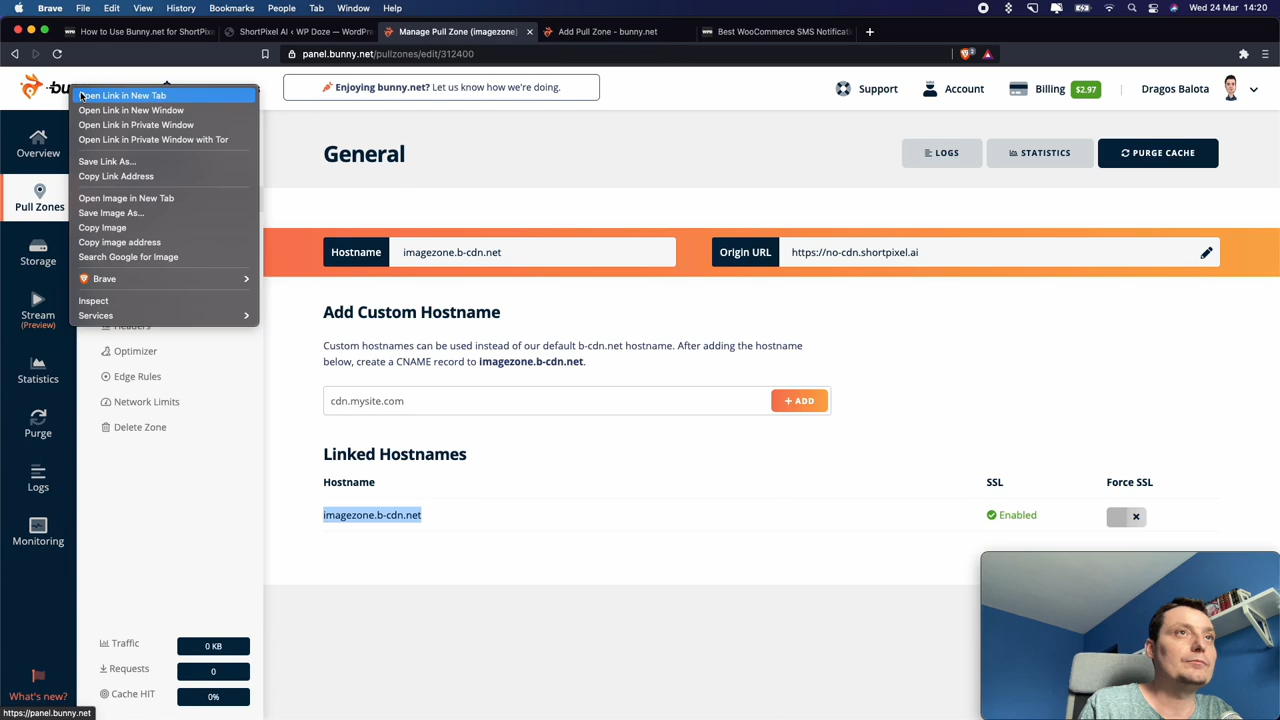 Brave File Edit View History Bookmarks People Tab Window Help
Wed 24 Mar 14:20
How to Use Bunny.net for ShortPix
ShortPixel AI ‹ WP Doze — WordPr
Manage Pull Zone (imagezone)
Add Pull Zone - bunny.net
Best WooCommerce SMS Notificati
panel.bunny.net/pullzones/edit/312400
Enjoying bunny.net? Let us know how we're doing.
Support
Account
Billing $2.97
Dragos Balota
Open Link in New Tab
Open Link in New Window
Open Link in Private Window
Open Link in Private Window with Tor
Save Link As...
Copy Link Address
Open Image in New Tab
Save Image As...
Copy Image
Copy image address
Search Google for Image
Brave
Inspect
Services
Overview
Pull Zones
Storage
Stream
(Preview)
Statistics
Purge
Logs
Monitoring
What's new?
Headers
Optimizer
Edge Rules
Network Limits
Delete Zone
Traffic 0 KB
Requests 0
Cache HIT 0%
General
LOGS
STATISTICS
PURGE CACHE
Hostname imagezone.b-cdn.net
Origin URL https://no-cdn.shortpixel.ai
Add Custom Hostname
Custom hostnames can be used instead of our default b-cdn.net hostname. After adding the hostname
below, create a CNAME record to imagezone.b-cdn.net.
cdn.mysite.com
+ ADD
Linked Hostnames
Hostname SSL Force SSL
imagezone.b-cdn.net Enabled
https://panel.bunny.net